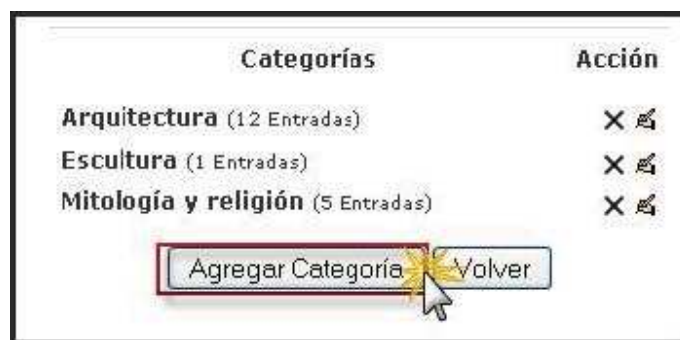 Categorías Acción
Arquitectura (12 Entradas)
Escultura (1 Entradas)
Mitología y religión (5 Entradas)
Agregar Categoría Volver